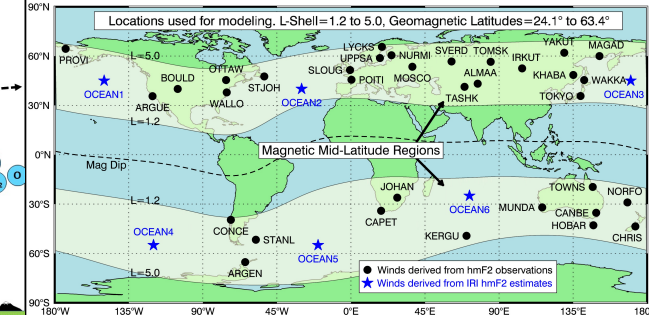 Locations used for modeling. L-Shell=1.2 to 5.0, Geomagnetic Latitudes=24.1° to 63.4°
90°N
60°N
30°N
0°N
30°S
60°S
90°S
PROVI
L=5.0
LYCKS
UPPSA
NURMI
SVERD
TOMSK
YAKUT
MAGAD
IRKUT
OTTAW
BOULD
STJOH
SLOUG
POITI
MOSCO
ALMAA
KHABA
WAKKA
OCEAN1
OCEAN2
OCEAN3
ARGUE
WALLO
TASHK
TOKYO
L=1.2
Magnetic Mid-Latitude Regions
Mag Dip
L=1.2
JOHAN
TOWNS
NORFO
OCEAN6
MUNDA
CAPET
CANBE
CONCE
OCEAN4
STANL
KERGU
HOBAR
CHRIS
OCEAN5
L=5.0
ARGEN
Winds derived from hmF2 observations
Winds derived from IRI hmF2 estimates
180°W 135°W 90°W 45°W 0°E 45°E 90°E 135°E 180
O